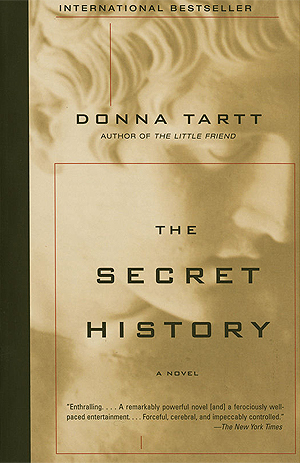 INTERNATIONAL BESTSELLER
DONNA TARTT
AUTHOR OF THE LITTLE FRIEND
THE
SECRET
HISTORY
A NOVEL
"Enthralling. . . . A remarkably powerful novel [and] a ferociously well-
paced entertainment. . . . Forceful, cerebral, and impeccably controlled."
—The New York Times